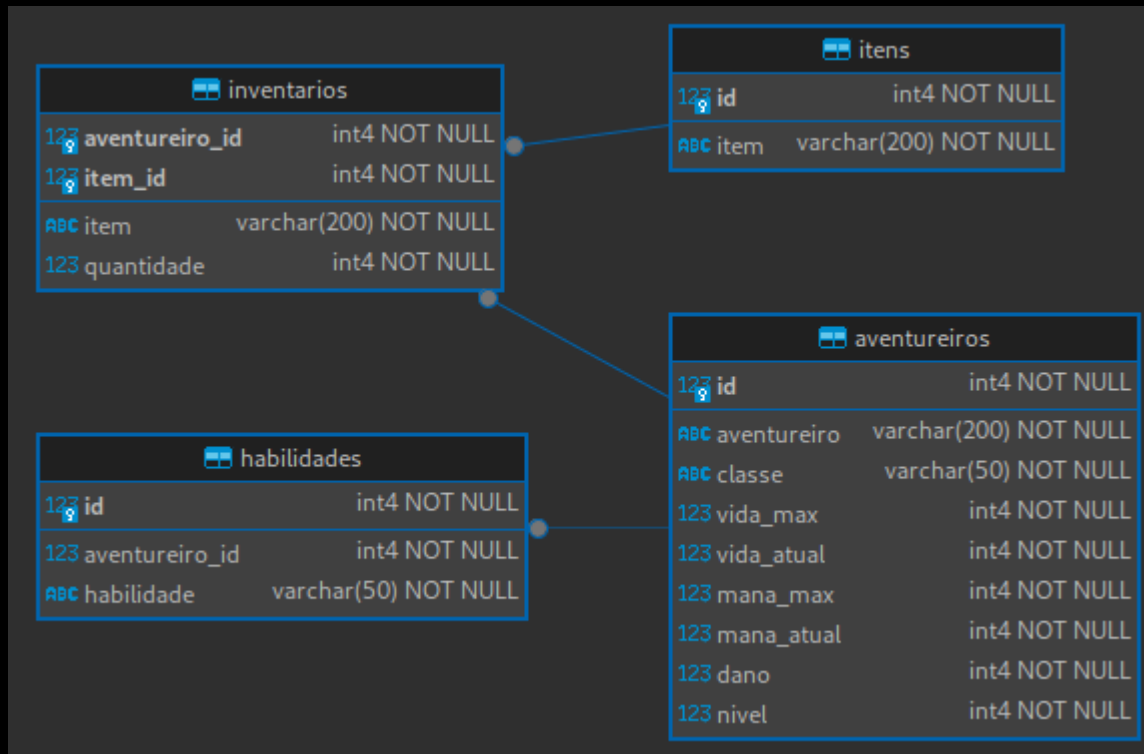 inventarios
123 aventureiro_id int4 NOT NULL
123 item_id int4 NOT NULL
ABC item varchar(200) NOT NULL
123 quantidade int4 NOT NULL
itens
123 id int4 NOT NULL
ABC item varchar(200) NOT NULL
habilidades
123 id int4 NOT NULL
123 aventureiro_id int4 NOT NULL
ABC habilidade varchar(50) NOT NULL
aventureiros
123 id int4 NOT NULL
ABC aventureiro varchar(200) NOT NULL
ABC classe varchar(50) NOT NULL
123 vida_max int4 NOT NULL
123 vida_atual int4 NOT NULL
123 mana_max int4 NOT NULL
123 mana_atual int4 NOT NULL
123 dano int4 NOT NULL
123 nivel int4 NOT NULL